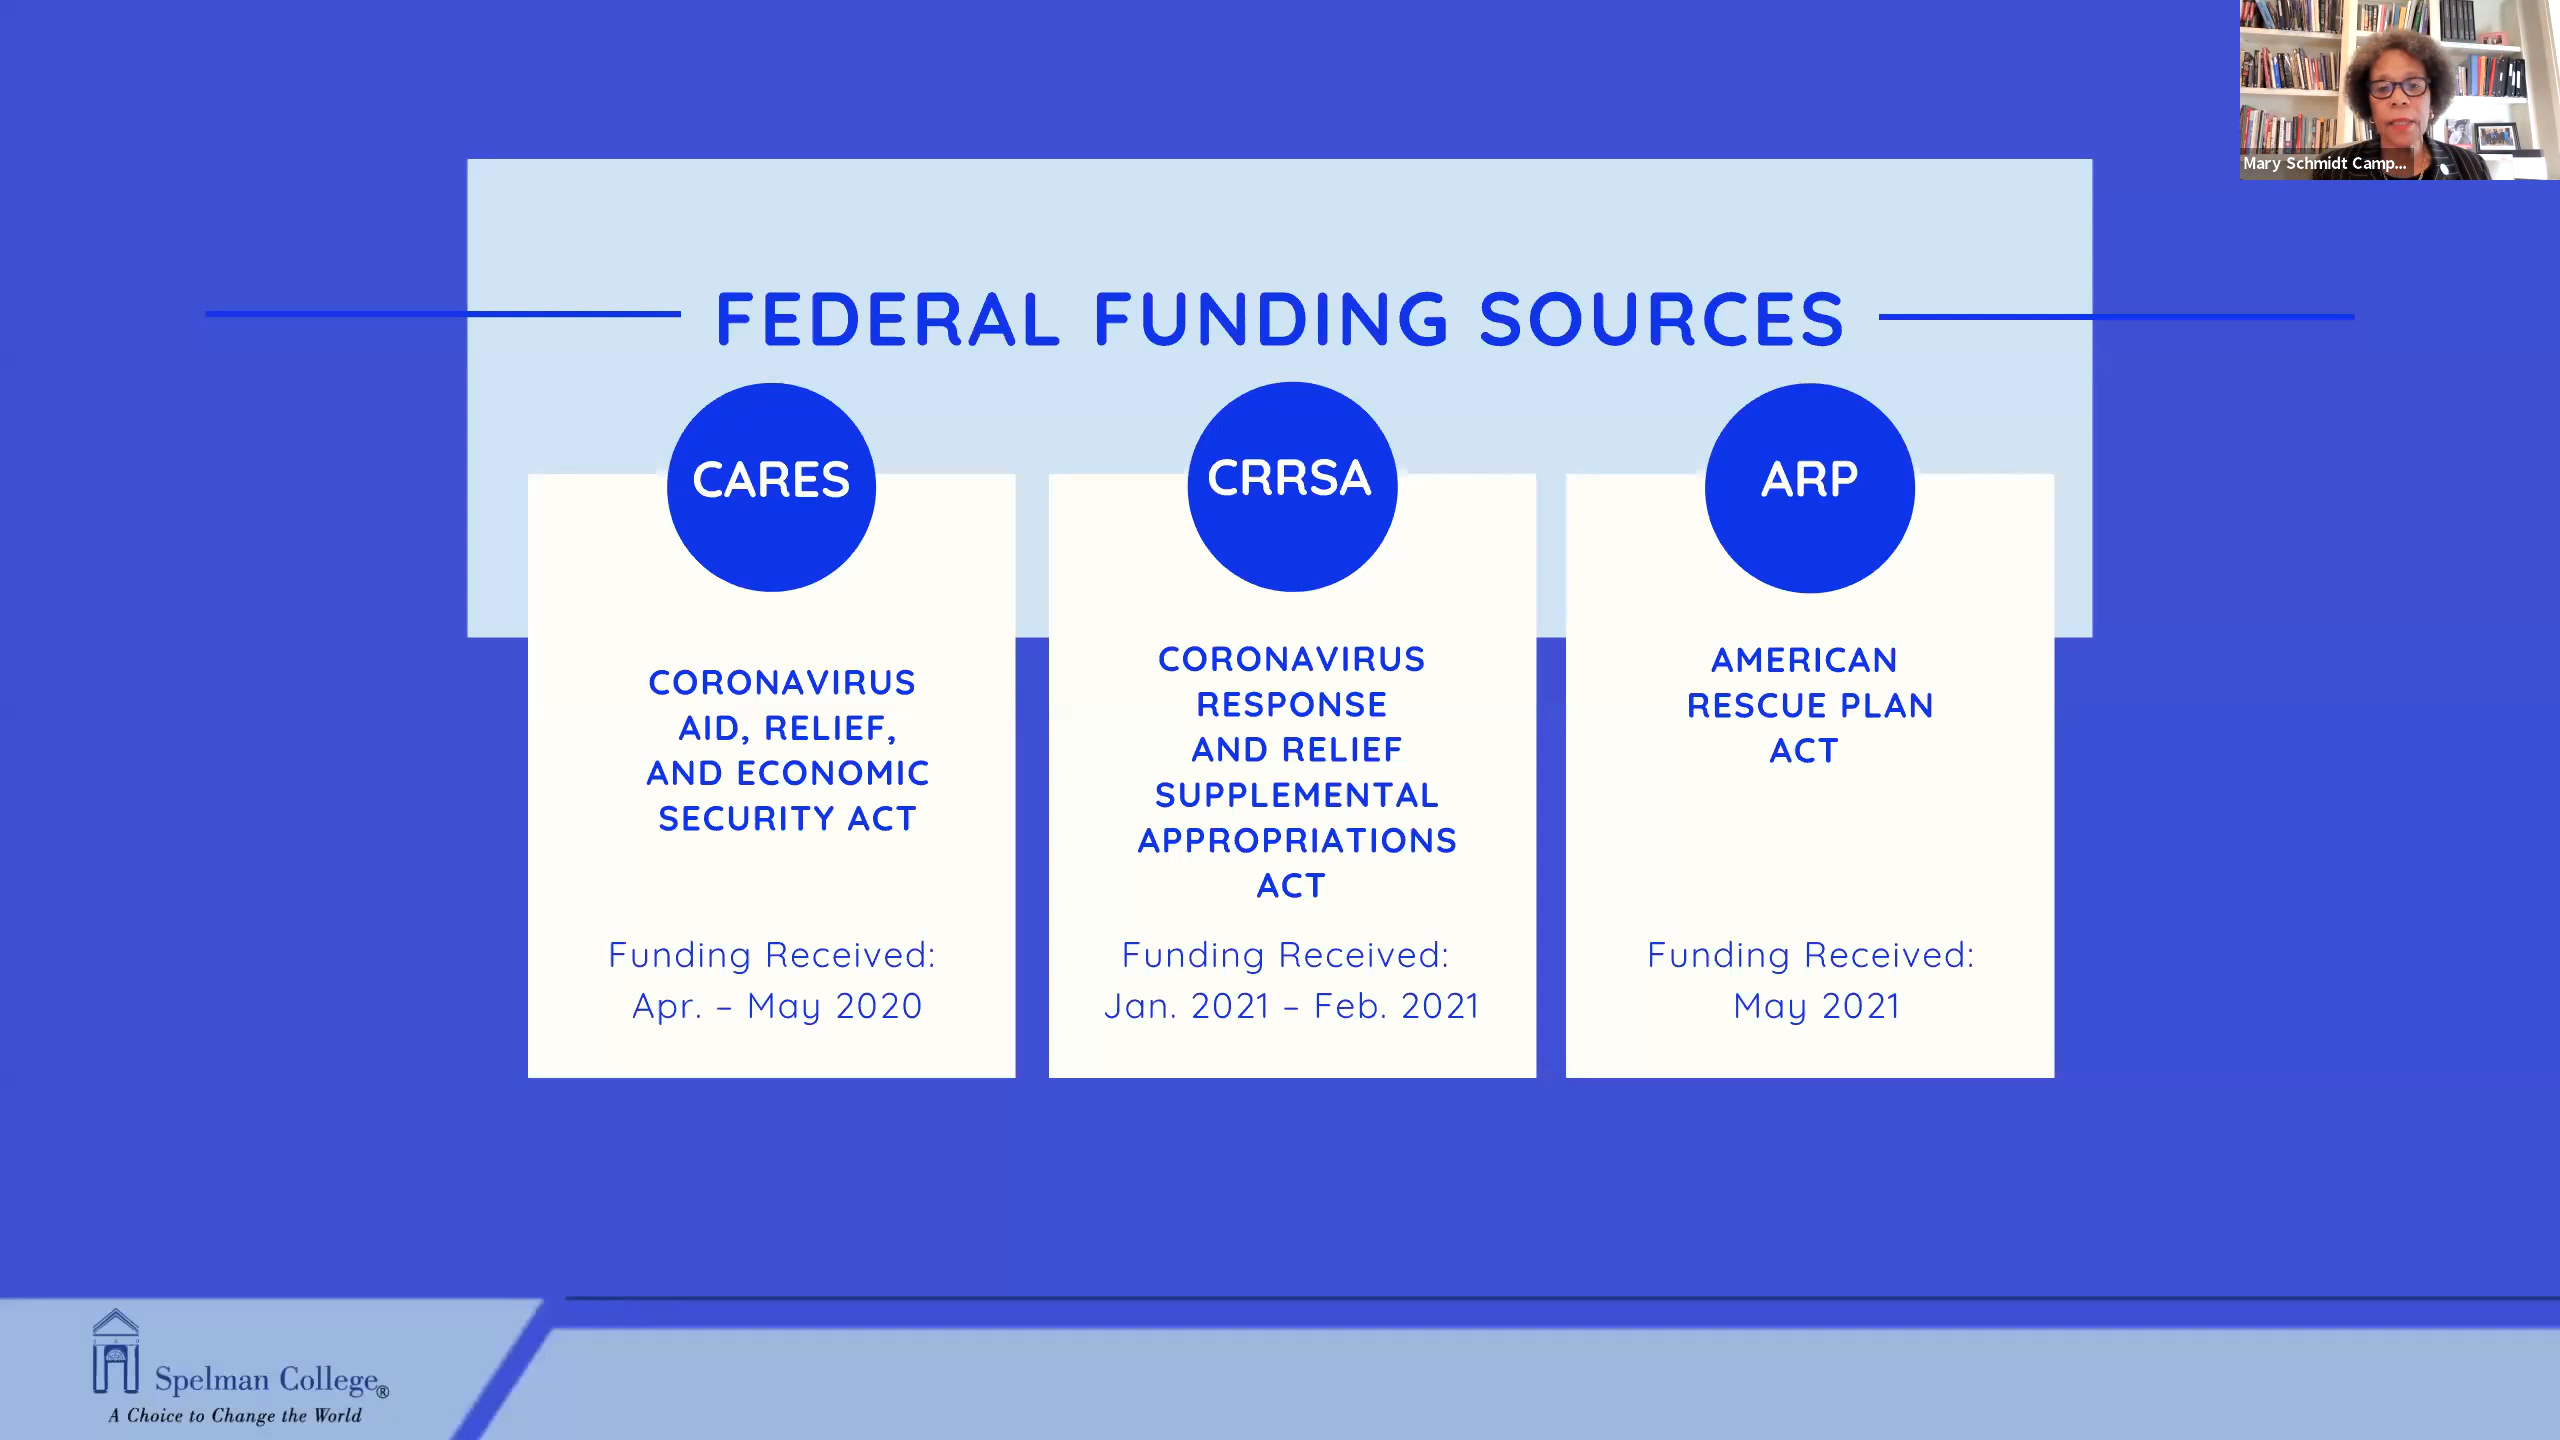 Mary Schmidt Camp...
FEDERAL FUNDING SOURCES
CARES
CORONAVIRUS
AID, RELIEF,
AND ECONOMIC
SECURITY ACT
Funding Received:
Apr. – May 2020
CRRSA
CORONAVIRUS
RESPONSE
AND RELIEF
SUPPLEMENTAL
APPROPRIATIONS
ACT
Funding Received:
Jan. 2021 – Feb. 2021
ARP
AMERICAN
RESCUE PLAN
ACT
Funding Received:
May 2021
Spelman College®
A Choice to Change the World